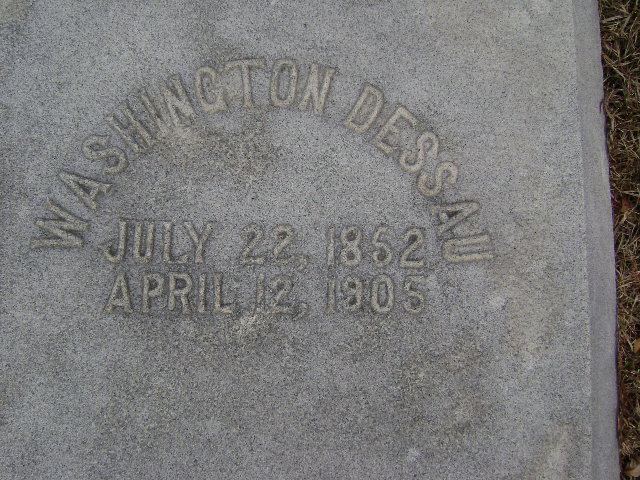 WASHINGTON DESSAU
JULY 22, 1852
APRIL 12, 1905